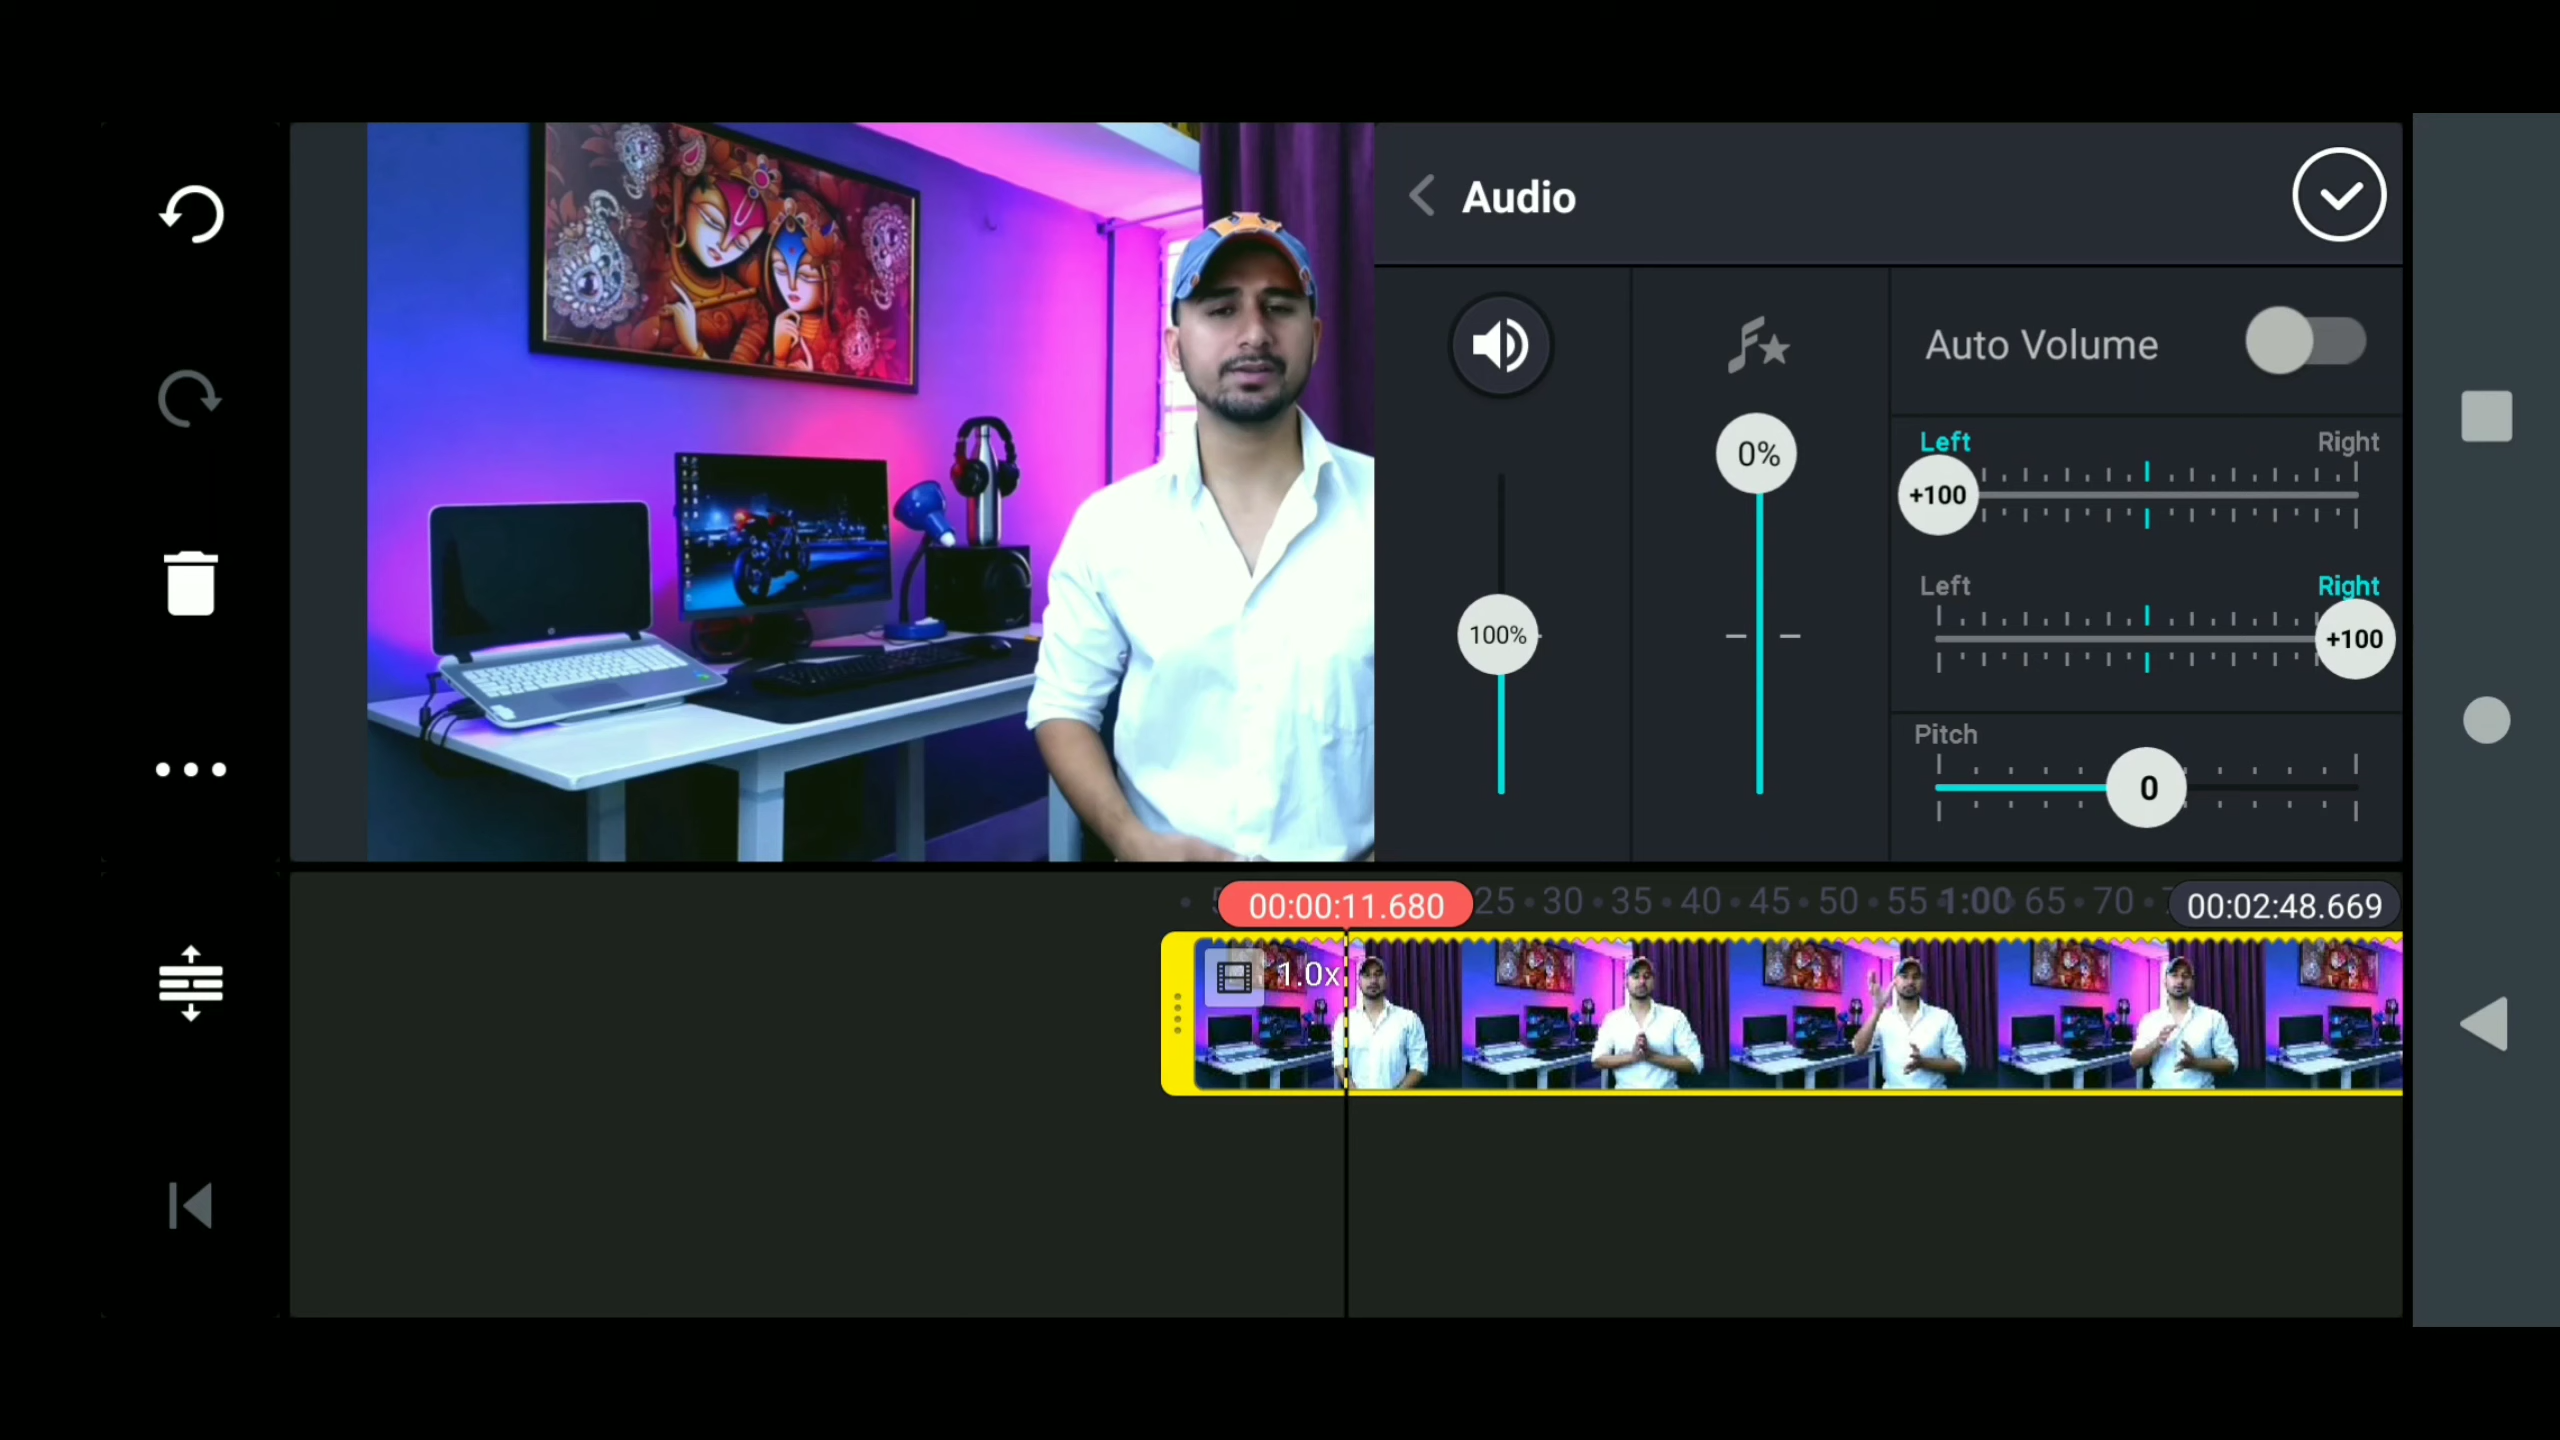 Audio
Auto Volume
Left Right
+100
0%
100%
Left Right
+100
Pitch
0
00:00:11.680 25 30 35 40 45 50 55 1:00 65 70 00:02:48.669
1.0x